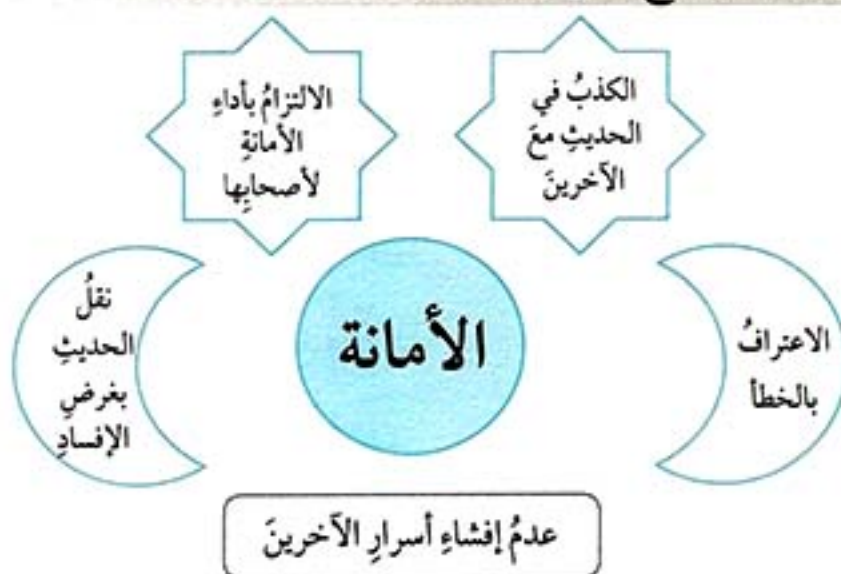 الكذبُ في
الحديثِ معَ
الآخرينَ
الالتزامُ بأداءِ
الأمانةِ
لأصحابِها
الاعترافُ
بالخطأ
الأمانة
نقلُ
الحديثِ
بغرضِ
الإفسادِ
عدمُ إفشاءِ أسرارِ الآخرينَ